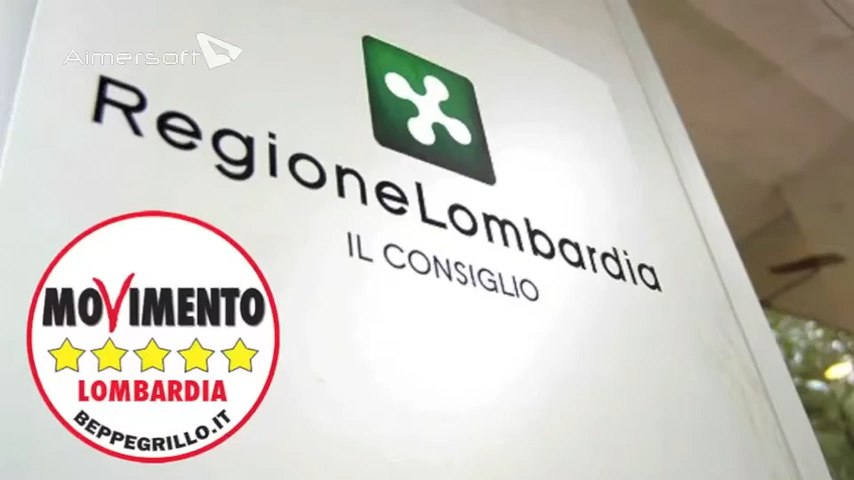 Aimersoft
RegioneLombardia
IL CONSIGLIO
MOVIMENTO
LOMBARDIA
BEPPEGRILLO.IT